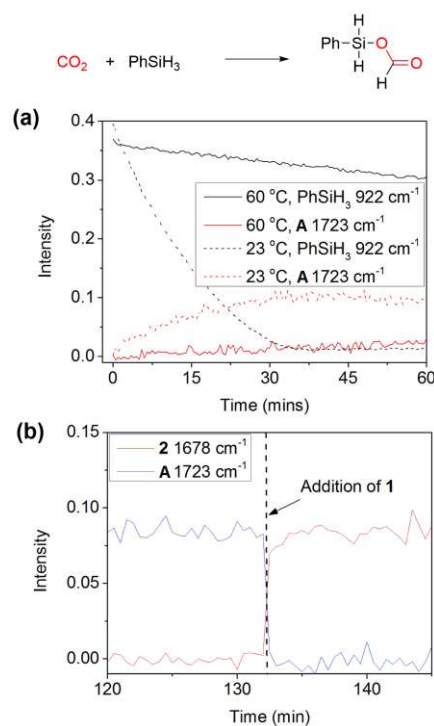 H
Ph-Si-O
H
H
O
CO2 + PhSiH3
(a)
0.4
0.3
0.2
0.1
0.0
Intensity
60 °C, PhSiH3 922 cm-1
60 °C, A 1723 cm-1
23 °C, PhSiH3 922 cm-1
23 °C, A 1723 cm-1
0 15 30 45 60
Time (mins)
(b)
0.15
0.10
0.05
0.00
Intensity
2 1678 cm-1
A 1723 cm-1
Addition of 1
120 130 140
Time (min)